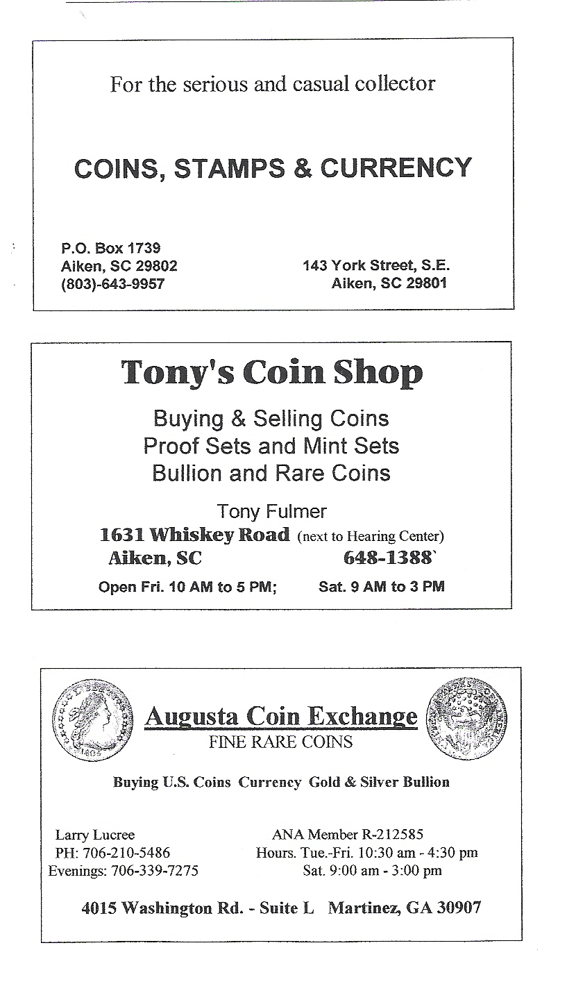 For the serious and casual collector
COINS, STAMPS & CURRENCY
P.O. Box 1739
Aiken, SC 29802
(803)-643-9957
143 York Street, S.E.
Aiken, SC 29801
Tony's Coin Shop
Buying & Selling Coins
Proof Sets and Mint Sets
Bullion and Rare Coins
Tony Fulmer
1631 Whiskey Road (next to Hearing Center)
Aiken, SC 648-1388`
Open Fri. 10 AM to 5 PM; Sat. 9 AM to 3 PM
Augusta Coin Exchange
FINE RARE COINS
Buying U.S. Coins Currency Gold & Silver Bullion
Larry Lucree
PH: 706-210-5486
Evenings: 706-339-7275
ANA Member R-212585
Hours. Tue.-Fri. 10:30 am - 4:30 pm
Sat. 9:00 am - 3:00 pm
4015 Washington Rd. - Suite L Martinez, GA 30907